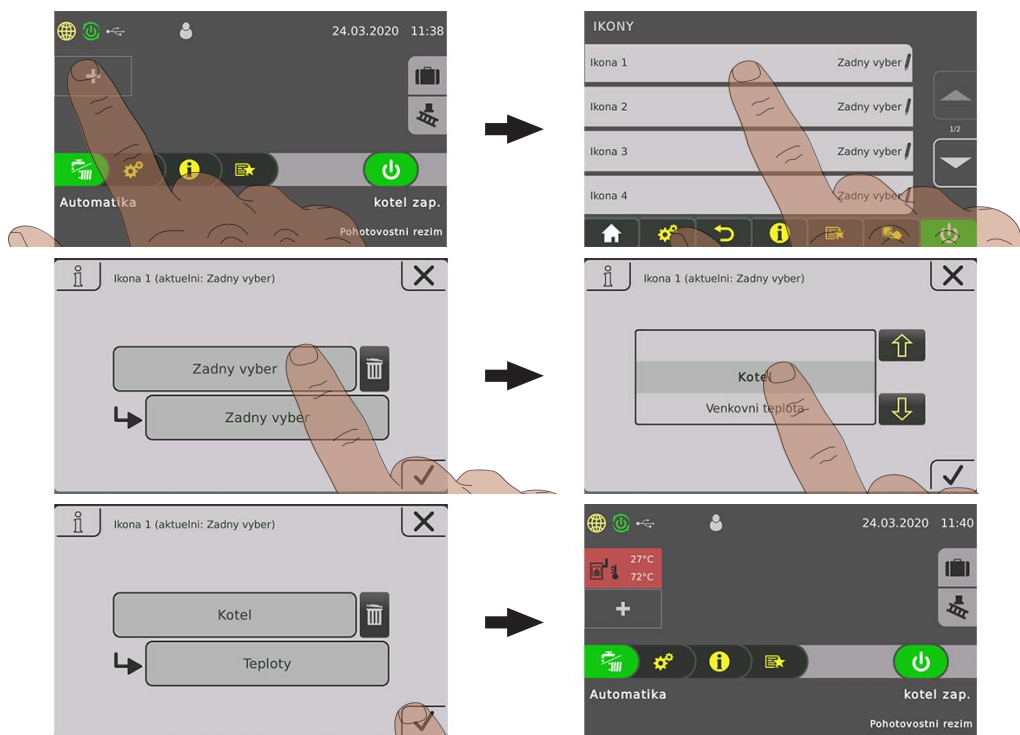 24.03.2020 11:38
+
Automatika
kotel zap.
Pohotovostni rezim
IKONY
Ikona 1 Zadny vyber
Ikona 2 Zadny vyber
1/2
Ikona 3 Zadny vyber
Ikona 4 Zadny vyber
Ikona 1 (aktuelni: Zadny vyber)
Zadny vyber
Zadny vyber
Ikona 1 (aktuelni: Zadny vyber)
Kotel
Venkovni teplota
Ikona 1 (aktuelni: Zadny vyber)
Kotel
Teploty
24.03.2020 11:40
27°C
72°C
+
Automatika
kotel zap.
Pohotovostni rezim